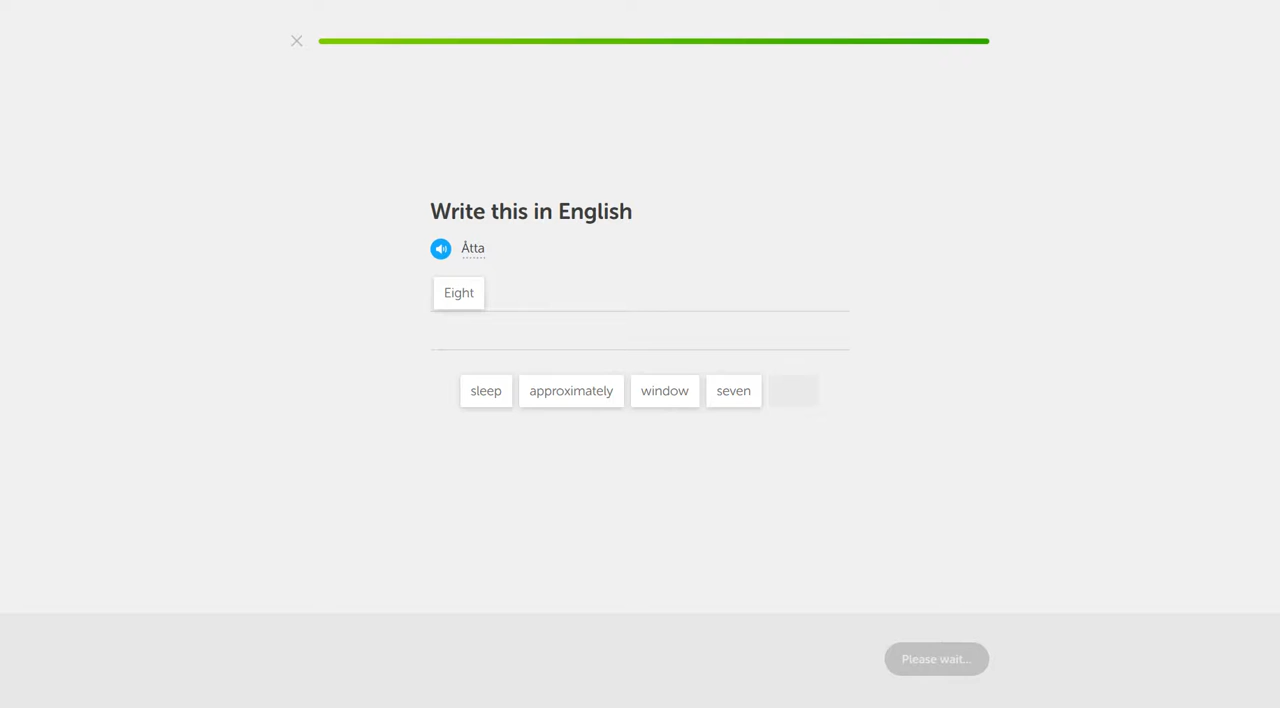 Write this in English
Åtta
Eight
sleep approximately window seven
Please wait...